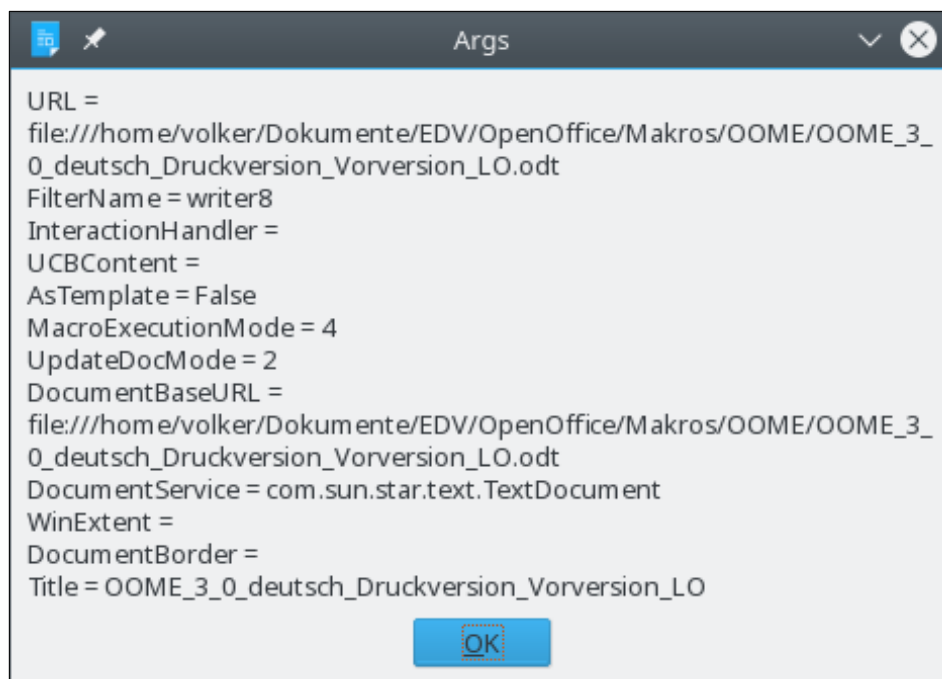 Args
URL =
file:///home/volker/Dokumente/EDV/OpenOffice/Makros/OOME/OOME_3_
0_deutsch_Druckversion_Vorversion_LO.odt
FilterName = writer8
InteractionHandler =
UCBContent =
AsTemplate = False
MacroExecutionMode = 4
UpdateDocMode = 2
DocumentBaseURL =
file:///home/volker/Dokumente/EDV/OpenOffice/Makros/OOME/OOME_3_
0_deutsch_Druckversion_Vorversion_LO.odt
DocumentService = com.sun.star.text.TextDocument
WinExtent =
DocumentBorder =
Title = OOME_3_0_deutsch_Druckversion_Vorversion_LO
OK